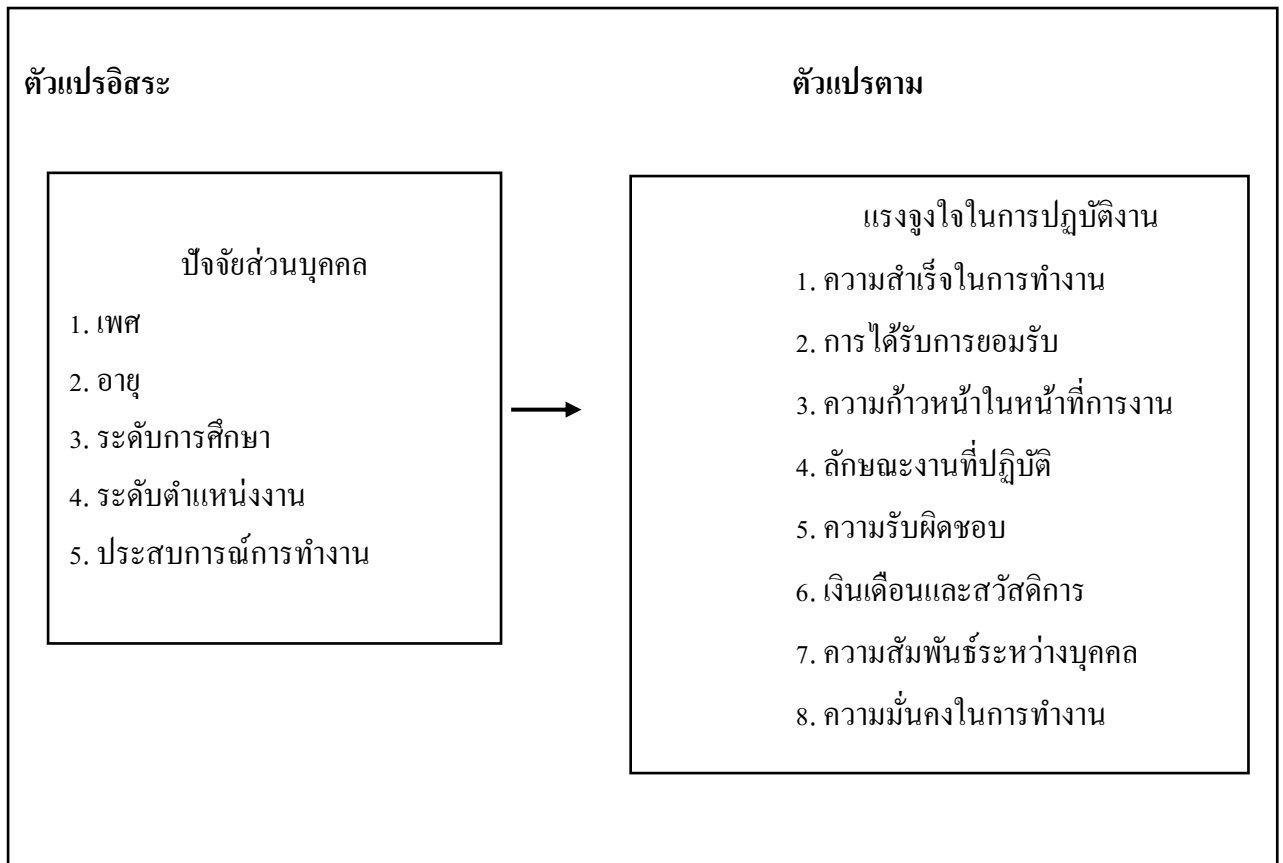 ตัวแปรอิสระ
ตัวแปรตาม
ปัจจัยส่วนบุคคล
1. เพศ
2. อายุ
3. ระดับการศึกษา
4. ระดับตำแหน่งงาน
5. ประสบการณ์การทำงาน
แรงจูงใจในการปฏฺบัติงาน
1. ความสำเร็จในการทำงาน
2. การได้รับการยอมรับ
3. ความก้าวหน้าในหน้าที่การงาน
4. ลักษณะงานที่ปฏิบัติ
5. ความรับผิดชอบ
6. เงินเดือนและสวัสดิการ
7. ความสัมพันธ์ระหว่างบุคคล
8. ความมั่นคงในการทำงาน